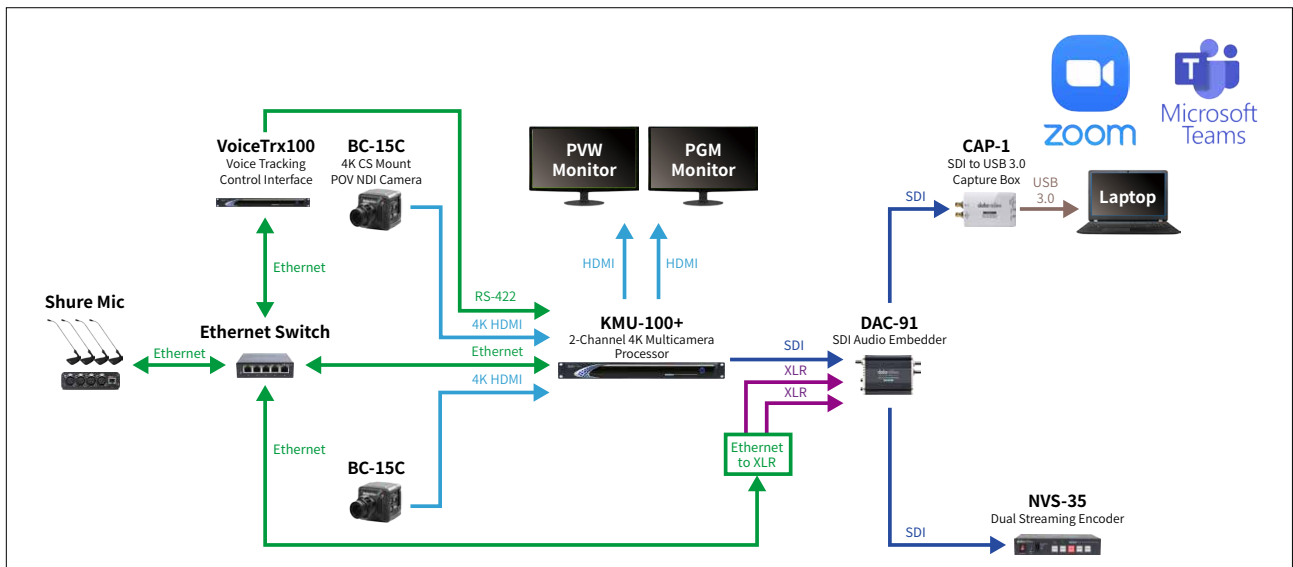 zoom
Microsoft
Teams
T
VoiceTrx100
Voice Tracking
Control Interface
BC-15C
4K CS Mount
POV NDI Camera
PVW
Monitor
PGM
Monitor
CAP-1
SDI to USB 3.0
Capture Box
USB
3.0
Laptop
SDI
HDMI
HDMI
Ethernet
RS-422
Shure Mic
Ethernet
Ethernet Switch
4K HDMI
Ethernet
4K HDMI
KMU-100+
2-Channel 4K Multicamera
Processor
SDI
XLR
XLR
DAC-91
SDI Audio Embedder
datavideo
datavideo
Ethernet
Ethernet
to XLR
BC-15C
SDI
NVS-35
Dual Streaming Encoder